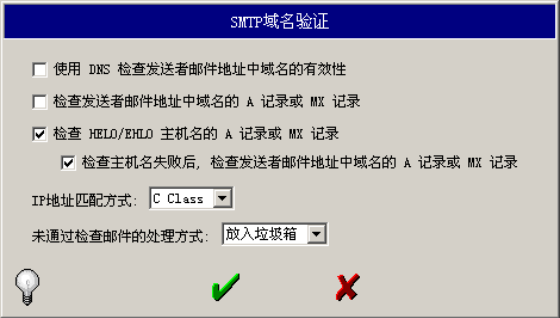 SMTP域名验证
使用 DNS 检查发送者邮件地址中域名的有效性
检查发送者邮件地址中域名的 A 记录或 MX 记录
检查 HELO/EHLO 主机名的 A 记录或 MX 记录
检查主机名失败后, 检查发送者邮件地址中域名的 A 记录或 MX 记录
IP地址匹配方式: C Class
未通过检查邮件的处理方式: 放入垃圾箱